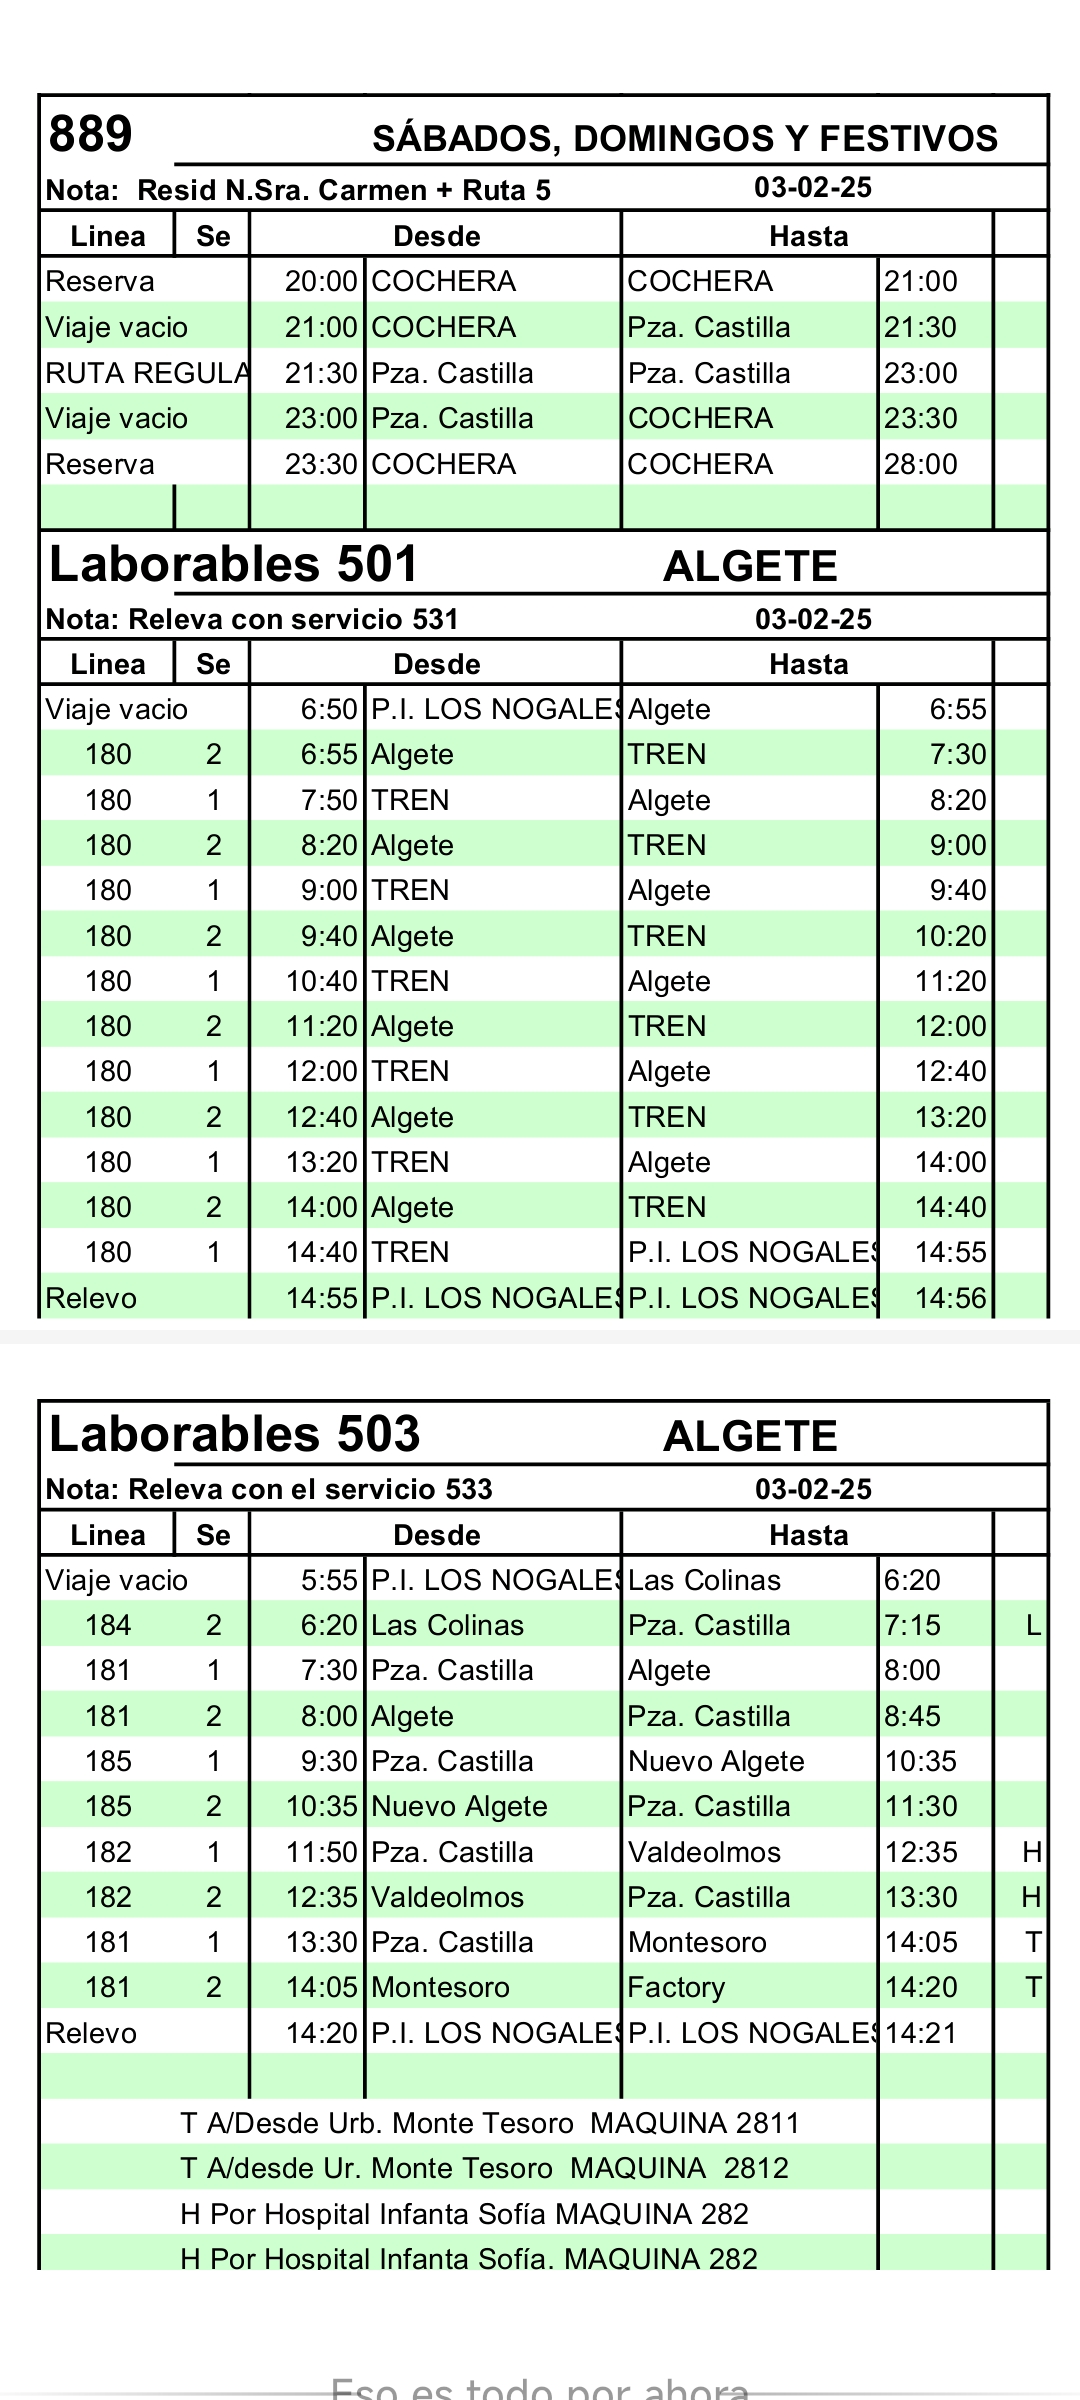 889 SÁBADOS, DOMINGOS Y FESTIVOS
Nota: Resid N.Sra. Carmen + Ruta 5 03-02-25
Linea Se Desde Hasta
Reserva 20:00 COCHERA COCHERA 21:00
Viaje vacio 21:00 COCHERA Pza. Castilla 21:30
RUTA REGULA 21:30 Pza. Castilla Pza. Castilla 23:00
Viaje vacio 23:00 Pza. Castilla COCHERA 23:30
Reserva 23:30 COCHERA COCHERA 28:00
Laborables 501 ALGETE
Nota: Releva con servicio 531 03-02-25
Linea Se Desde Hasta
Viaje vacio 6:50 P.I. LOS NOGALES Algete 6:55
180 2 6:55 Algete TREN 7:30
180 1 7:50 TREN Algete 8:20
180 2 8:20 Algete TREN 9:00
180 1 9:00 TREN Algete 9:40
180 2 9:40 Algete TREN 10:20
180 1 10:40 TREN Algete 11:20
180 2 11:20 Algete TREN 12:00
180 1 12:00 TREN Algete 12:40
180 2 12:40 Algete TREN 13:20
180 1 13:20 TREN Algete 14:00
180 2 14:00 Algete TREN 14:40
180 1 14:40 TREN P.I. LOS NOGALES 14:55
Relevo 14:55 P.I. LOS NOGALES P.I. LOS NOGALES 14:56
Laborables 503 ALGETE
Nota: Releva con el servicio 533 03-02-25
Linea Se Desde Hasta
Viaje vacio 5:55 P.I. LOS NOGALES Las Colinas 6:20
184 2 6:20 Las Colinas Pza. Castilla 7:15 L
181 1 7:30 Pza. Castilla Algete 8:00
181 2 8:00 Algete Pza. Castilla 8:45
185 1 9:30 Pza. Castilla Nuevo Algete 10:35
185 2 10:35 Nuevo Algete Pza. Castilla 11:30
182 1 11:50 Pza. Castilla Valdeolmos 12:35 H
182 2 12:35 Valdeolmos Pza. Castilla 13:30 H
181 1 13:30 Pza. Castilla Montesoro 14:05 T
181 2 14:05 Montesoro Factory 14:20 T
Relevo 14:20 P.I. LOS NOGALES P.I. LOS NOGALES 14:21
T A/Desde Urb. Monte Tesoro MAQUINA 2811
T A/desde Ur. Monte Tesoro MAQUINA 2812
H Por Hospital Infanta Sofía MAQUINA 282
H Por Hospital Infanta Sofía. MAQUINA 282
Eso es todo por ahora